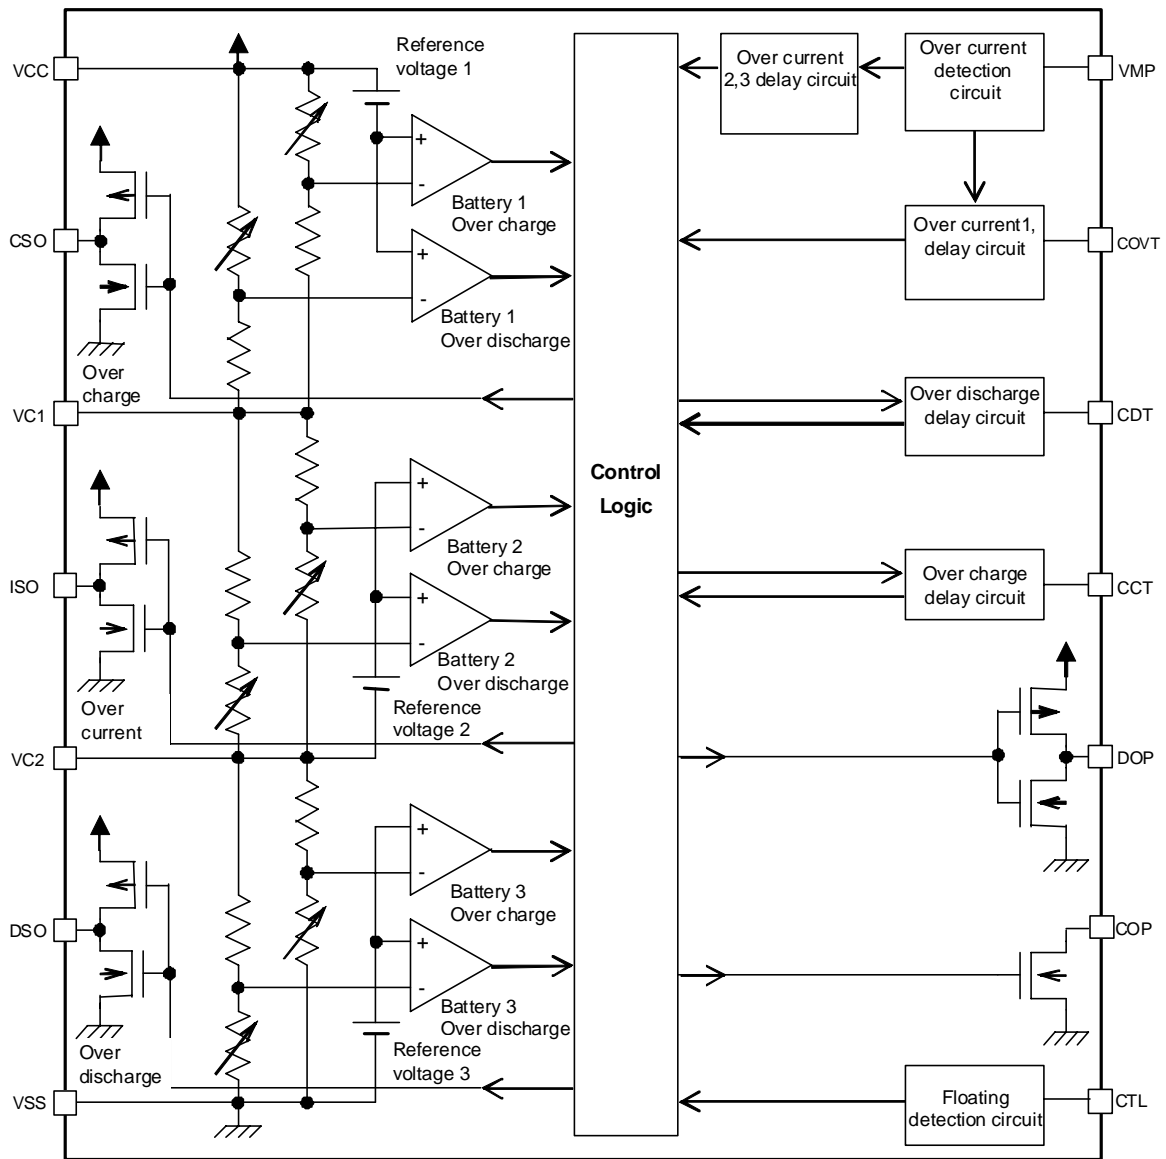 Reference
voltage 1
VCC
Over current
2,3 delay circuit
Over current
detection
circuit
VMP
+
-
Battery 1
Over charge
CSO
Over current1,
delay circuit
COVT
+
-
Battery 1
Over discharge
Over
charge
VC1
Over discharge
delay circuit
CDT
Control
Logic
+
-
Battery 2
Over charge
ISO
Over charge
delay circuit
CCT
+
-
Battery 2
Over discharge
Over
current
Reference
voltage 2
VC2
DOP
+
-
Battery 3
Over charge
DSO
COP
+
-
Battery 3
Over discharge
Over
discharge
Reference
voltage 3
VSS
Floating
detection circuit
CTL